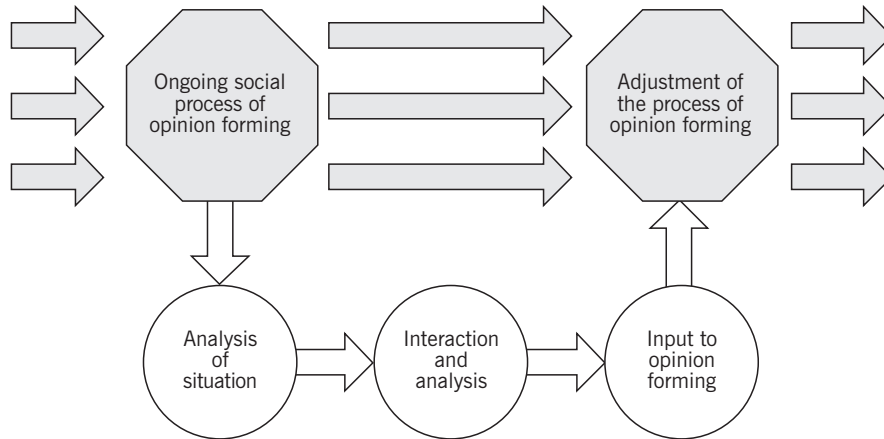 Ongoing social
process of
opinion forming
Adjustment of
the process of
opinion forming
Analysis
of
situation
Interaction
and
analysis
Input to
opinion
forming